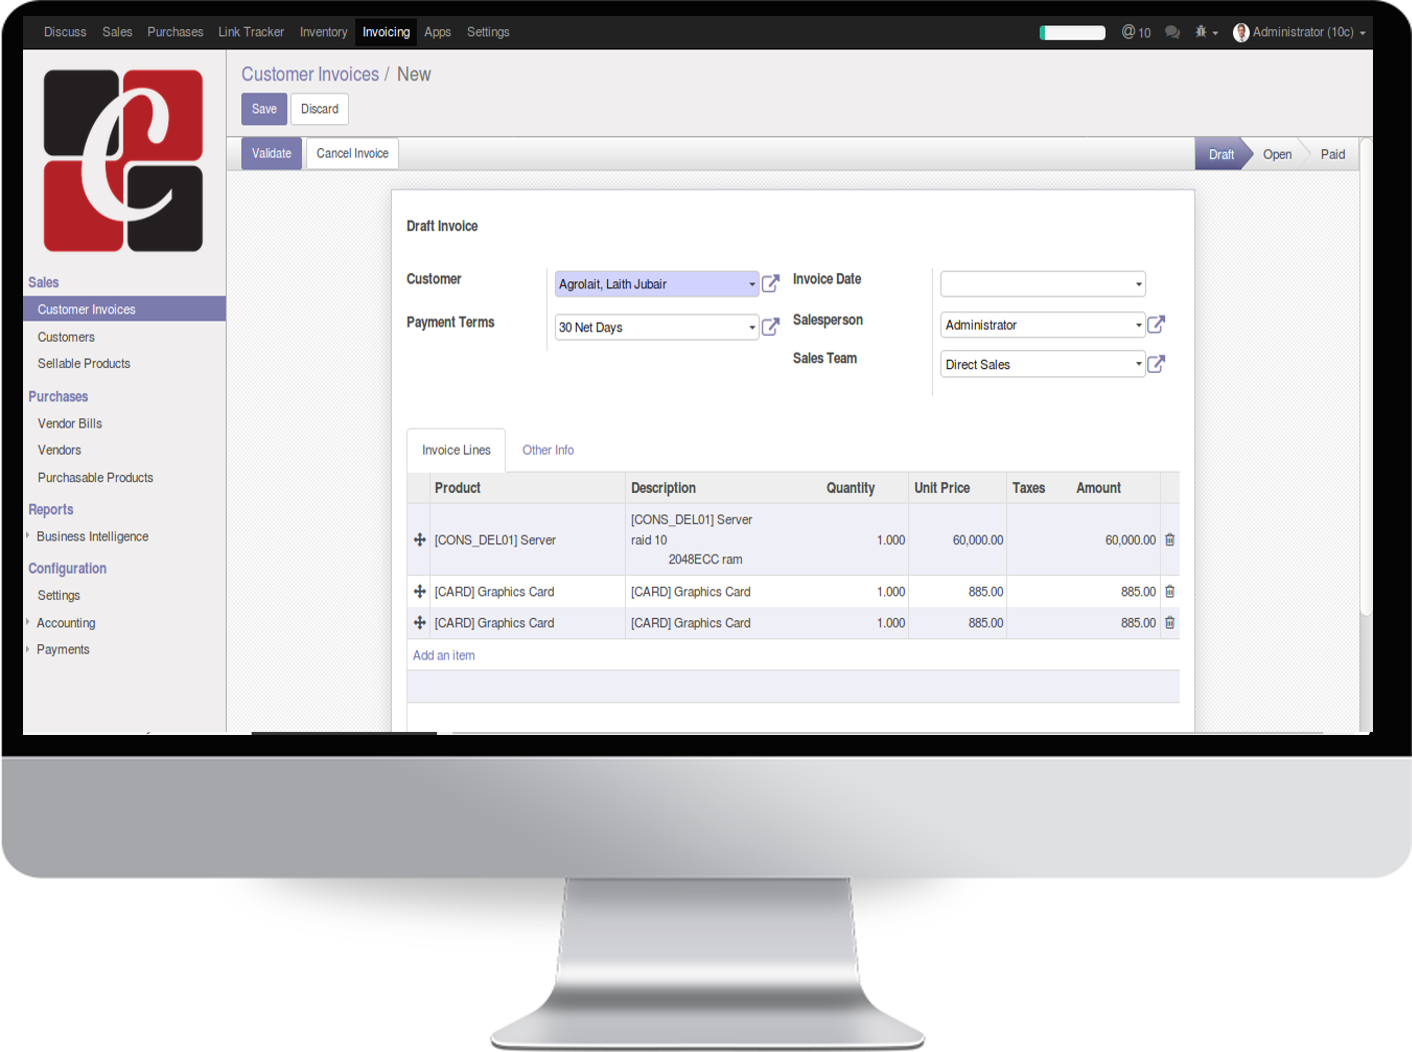 Discuss Sales Purchases Link Tracker Inventory Invoicing Apps Settings @ 10 Administrator (10c)
Customer Invoices / New
Save Discard
Validate Cancel Invoice Draft Open Paid
C
Draft Invoice
Customer Agrolait, Laith Jubair Invoice Date
Payment Terms 30 Net Days Salesperson Administrator
Sales Team Direct Sales
Sales
Customer Invoices
Customers
Sellable Products
Purchases
Vendor Bills
Vendors
Purchasable Products
Reports
Business Intelligence
Configuration
Settings
Accounting
Payments
Invoice Lines Other Info
Product Description Quantity Unit Price Taxes Amount
[CONS_DEL01] Server [CONS_DEL01] Server raid 10 2048ECC ram 1.000 60,000.00 60,000.00
[CARD] Graphics Card [CARD] Graphics Card 1.000 885.00 885.00
[CARD] Graphics Card [CARD] Graphics Card 1.000 885.00 885.00
Add an item